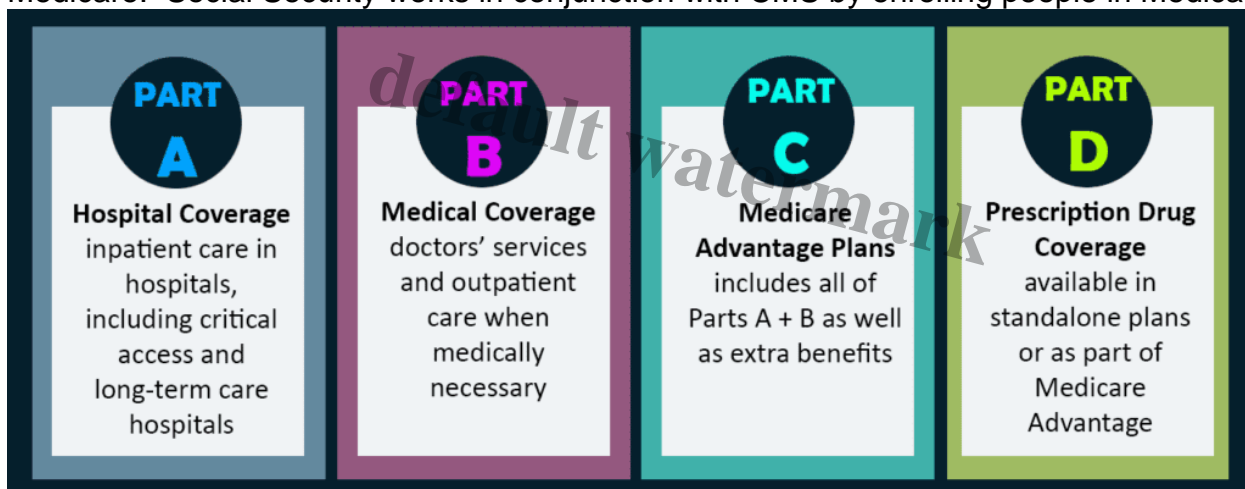 Medicare. Social Security works in conjunction with CMS by enrolling people in Medica
PART
A
Hospital Coverage
inpatient care in
hospitals,
including critical
access and
long-term care
hospitals
PART
B
Medical Coverage
doctors’ services
and outpatient
care when
medically
necessary
PART
C
Medicare
Advantage Plans
includes all of
Parts A + B as well
as extra benefits
PART
D
Prescription Drug
Coverage
available in
standalone plans
or as part of
Medicare
Advantage
default watermark